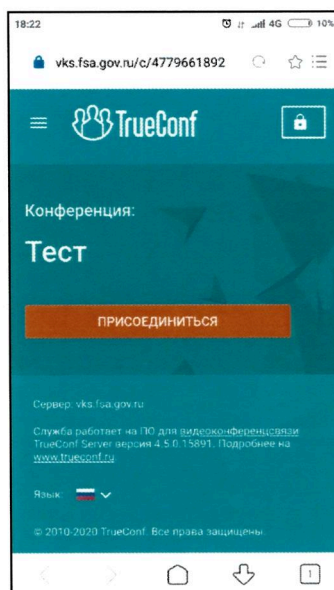 18:22
4G 10%
vks.fsa.gov.ru/c/4779661892
TrueConf
Конференция:
Тест
ПРИСОЕДИНИТЬСЯ
Сервер: vks.fsa.gov.ru
Служба работает на ПО для видеоконференцсвязи
TrueConf Server версия 4.5.0.15891. Подробнее на
www.trueconf.ru.
Язык:
© 2010-2020 TrueConf. Все права защищены.
1